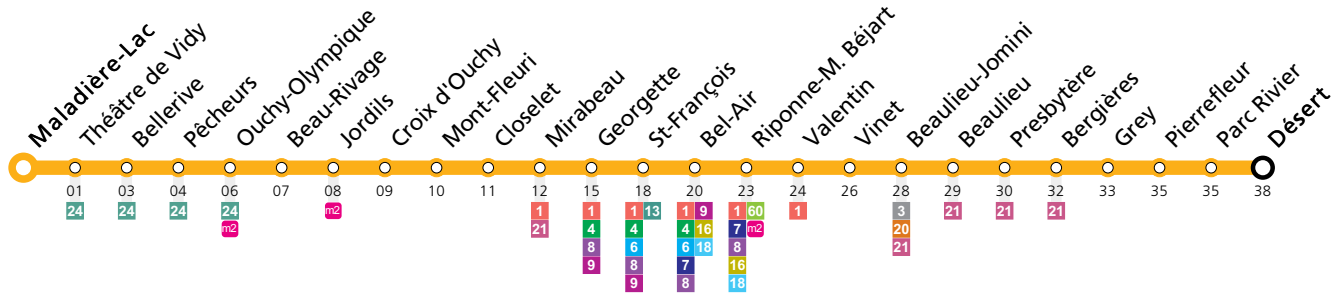 Maladière-Lac
Théâtre de Vidy
Bellerive
Pêcheurs
Ouchy-Olympique
Beau-Rivage
Jordils
Croix d'Ouchy
Mont-Fleuri
Closelet
Mirabeau
Georgette
St-François
Bel-Air
Riponne-M. Béjart
Valentin
Vinet
Beaulieu-Jomini
Beaulieu
Presbytère
Bergières
Grey
Pierrefleur
Parc Rivier
Désert
01 03 04 06 07 08 09 10 11 12 15 18 20 23 24 26 28 29 30 32 33 35 35 38
24 24 24 24 m2 1 1 1 13 1 9 1 60 1 3 21 21 21
m2 21 4 4 4 16 7 m2 20
8 6 6 18 8 21
9 8 7 16
9 8 18